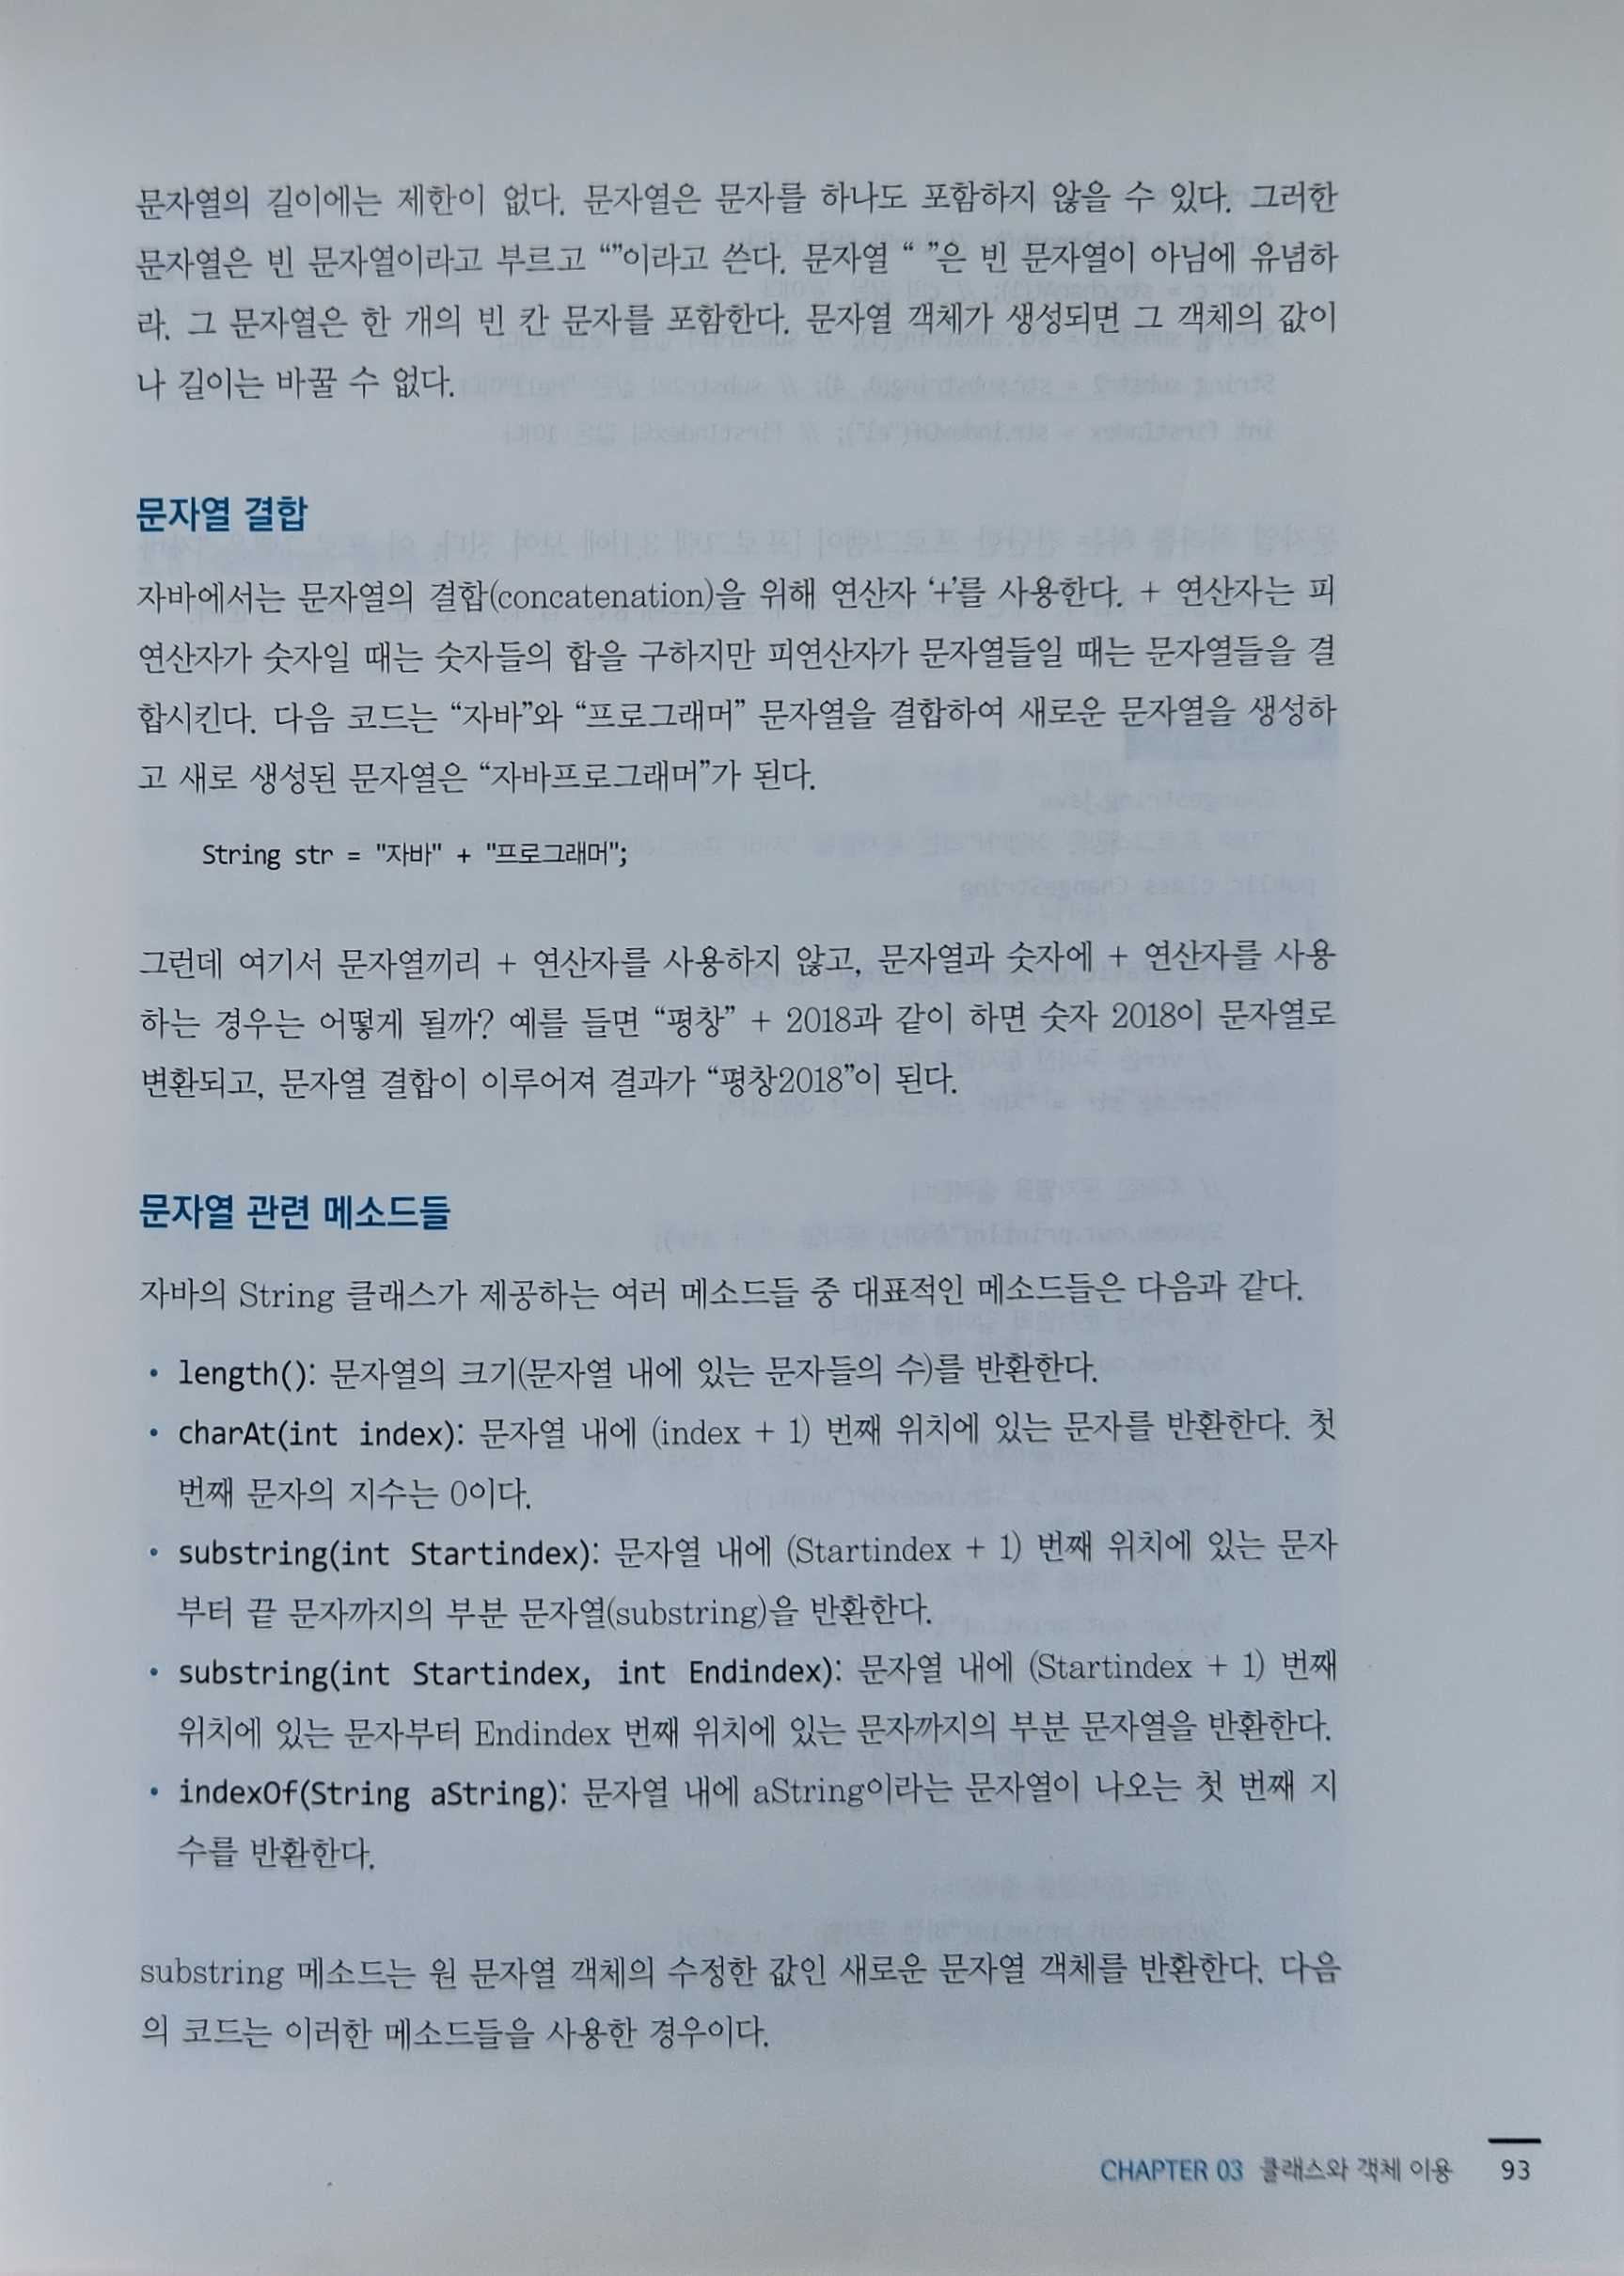 문자열의 길이에는 제한이 없다. 문자열은 문자를 하나도 포함하지 않을 수 있다. 그러한
문자열은 빈 문자열이라고 부르고 “”이라고 쓴다. 문자열 “ ”은 빈 문자열이 아님에 유념하
라. 그 문자열은 한 개의 빈 칸 문자를 포함한다. 문자열 객체가 생성되면 그 객체의 값이
나 길이는 바꿀 수 없다.
문자열 결합
자바에서는 문자열의 결합(concatenation)을 위해 연산자 ‘+’를 사용한다. + 연산자는 피
연산자가 숫자일 때는 숫자들의 합을 구하지만 피연산자가 문자열들일 때는 문자열들을 결
합시킨다. 다음 코드는 “자바”와 “프로그래머” 문자열을 결합하여 새로운 문자열을 생성하
고 새로 생성된 문자열은 “자바프로그래머”가 된다.
String str = "자바" + "프로그래머";
그런데 여기서 문자열끼리 + 연산자를 사용하지 않고, 문자열과 숫자에 + 연산자를 사용
하는 경우는 어떻게 될까? 예를 들면 “평창” + 2018과 같이 하면 숫자 2018이 문자열로
변환되고, 문자열 결합이 이루어져 결과가 “평창2018”이 된다.
문자열 관련 메소드들
자바의 String 클래스가 제공하는 여러 메소드들 중 대표적인 메소드들은 다음과 같다.
• length(): 문자열의 크기(문자열 내에 있는 문자들의 수)를 반환한다.
• charAt(int index): 문자열 내에 (index + 1) 번째 위치에 있는 문자를 반환한다. 첫
번째 문자의 지수는 0이다.
• substring(int Startindex): 문자열 내에 (Startindex + 1) 번째 위치에 있는 문자
부터 끝 문자까지의 부분 문자열(substring)을 반환한다.
• substring(int Startindex, int Endindex): 문자열 내에 (Startindex + 1) 번째
위치에 있는 문자부터 Endindex 번째 위치에 있는 문자까지의 부분 문자열을 반환한다.
• indexOf(String aString): 문자열 내에 aString이라는 문자열이 나오는 첫 번째 지
수를 반환한다.
substring 메소드는 원 문자열 객체의 수정한 값인 새로운 문자열 객체를 반환한다. 다음
의 코드는 이러한 메소드들을 사용한 경우이다.
CHAPTER 03 클래스와 객체 이용 93